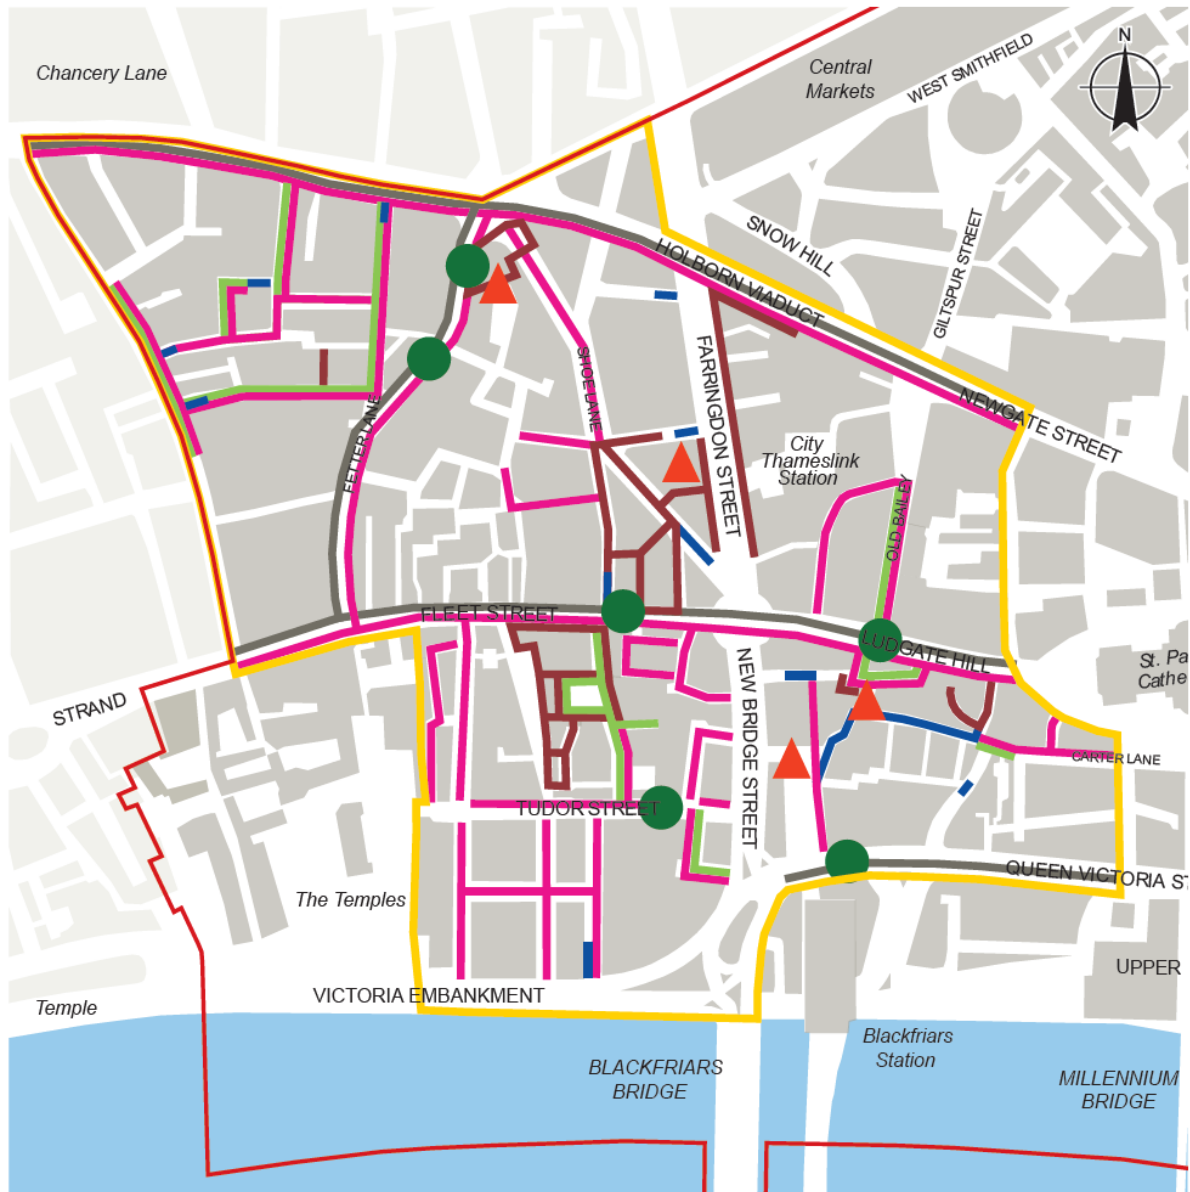 N
Chancery Lane
Central
Markets
WEST SMITHFIELD
SNOW HILL
GILTSPUR STREET
HOLBORN VIADUCT
FARRINGDON STREET
SHOE LANE
FETTER LANE
NEWGATE STREET
City
Thameslink
Station
OLD BAILEY
FLEET STREET
LUDGATE HILL
St. Pa
Cathe
STRAND
NEW BRIDGE STREET
CARTER LANE
TUDOR STREET
QUEEN VICTORIA ST
The Temples
UPPER
VICTORIA EMBANKMENT
Temple
Blackfriars
Station
BLACKFRIARS
BRIDGE
MILLENNIUM
BRIDGE